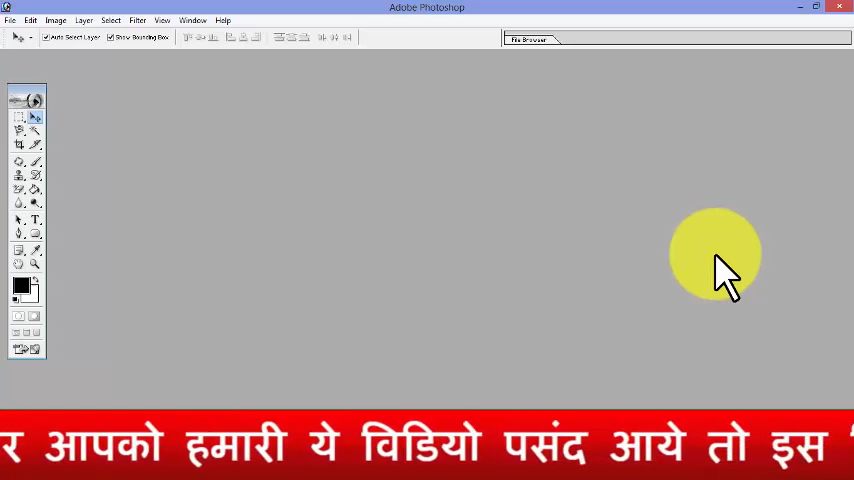 Adobe Photoshop
File Edit Image Layer Select Filter View Window Help
Auto Select Layer Show Bounding Box File Browser
T
र आपको हमारी ये विडियो पसंद आये तो इस